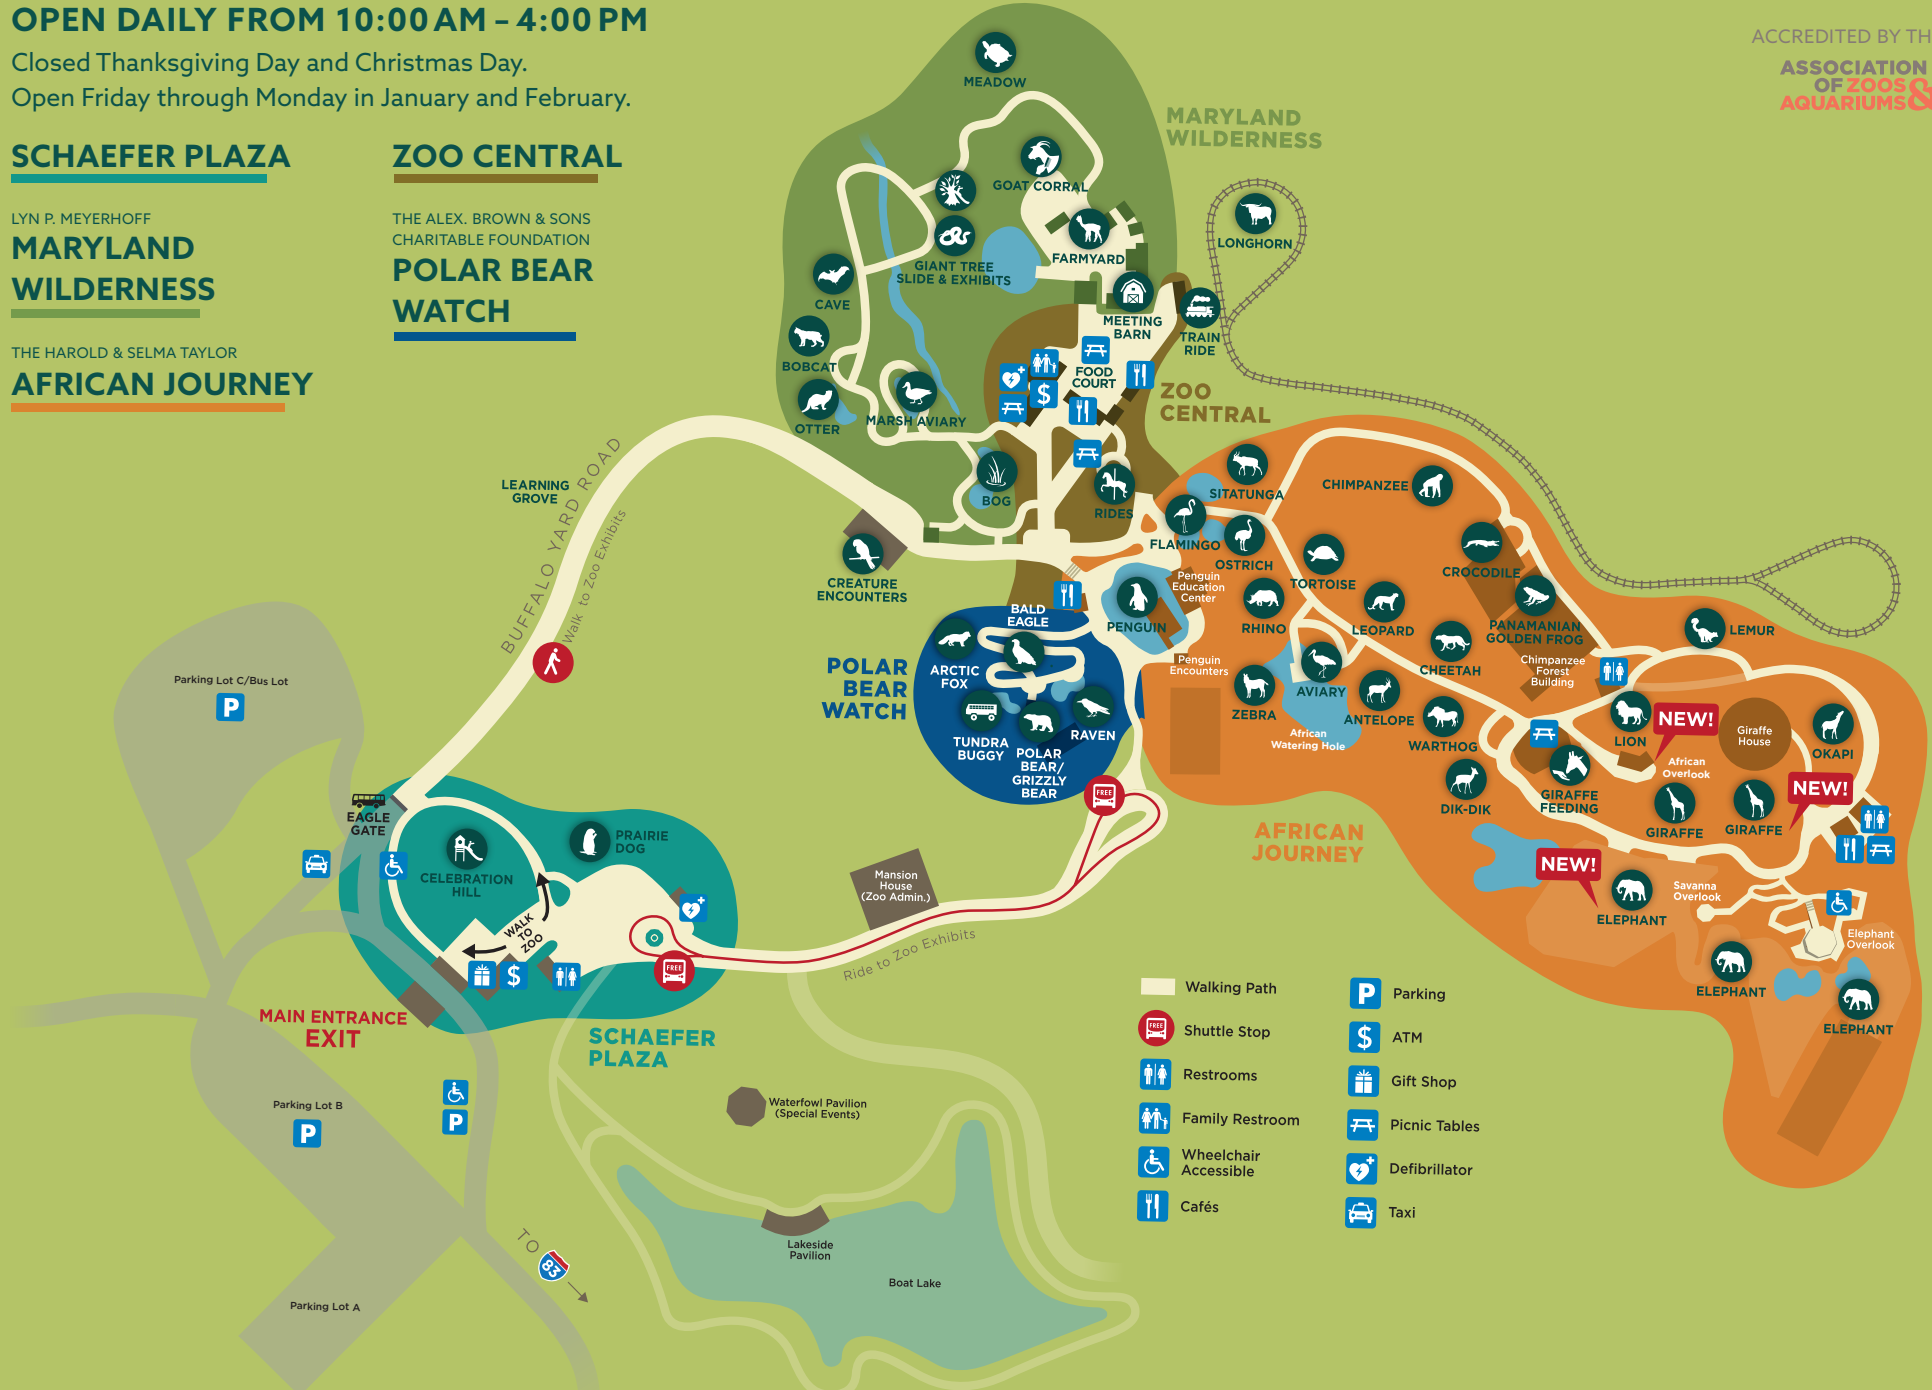 OPEN DAILY FROM 10:00 AM – 4:00 PM
Closed Thanksgiving Day and Christmas Day.
Open Friday through Monday in January and February.
SCHAEFER PLAZA
LYN P. MEYERHOFF
MARYLAND
WILDERNESS
THE HAROLD & SELMA TAYLOR
AFRICAN JOURNEY
ZOO CENTRAL
THE ALEX. BROWN & SONS
CHARITABLE FOUNDATION
POLAR BEAR
WATCH
ACCREDITED BY TH
ASSOCIATION
OF ZOOS
AQUARIUMS &
MEADOW
MARYLAND
WILDERNESS
GOAT CORRAL
LONGHORN
FARMYARD
GIANT TREE
SLIDE & EXHIBITS
CAVE
MEETING
BARN
TRAIN
RIDE
BOBCAT
FOOD
COURT
$
ZOO
CENTRAL
OTTER
MARSH AVIARY
BOG
RIDES
LEARNING
GROVE
BUFFALO YARD ROAD
Walk to Zoo Exhibits
CREATURE
ENCOUNTERS
SITATUNGA
CHIMPANZEE
FLAMINGO
OSTRICH
TORTOISE
CROCODILE
Penguin
Education
Center
PENGUIN
RHINO
LEOPARD
PANAMANIAN
GOLDEN FROG
LEMUR
Penguin
Encounters
CHEETAH
Chimpanzee
Forest
Building
ZEBRA
AVIARY
ANTELOPE
African
Watering Hole
WARTHOG
LION
NEW!
Giraffe
House
OKAPI
African
Overlook
DIK-DIK
GIRAFFE
FEEDING
GIRAFFE
GIRAFFE
NEW!
AFRICAN
JOURNEY
NEW!
ELEPHANT
Savanna
Overlook
Elephant
Overlook
ELEPHANT
ELEPHANT
BALD
EAGLE
ARCTIC
FOX
POLAR
BEAR
WATCH
TUNDRA
BUGGY
POLAR
BEAR/
GRIZZLY
BEAR
RAVEN
FREE
Parking Lot C/Bus Lot
P
EAGLE
GATE
CELEBRATION
HILL
PRAIRIE
DOG
WALK
TO
ZOO
$
FREE
Mansion
House
(Zoo Admin.)
Ride to Zoo Exhibits
MAIN ENTRANCE
EXIT
SCHAEFER
PLAZA
Parking Lot B
P
P
Parking Lot A
TO
83
Waterfowl Pavilion
(Special Events)
Lakeside
Pavilion
Boat Lake
Walking Path
FREE
Shuttle Stop
Restrooms
Family Restroom
Wheelchair
Accessible
Cafés
P
Parking
$
ATM
Gift Shop
Picnic Tables
Defibrillator
Taxi